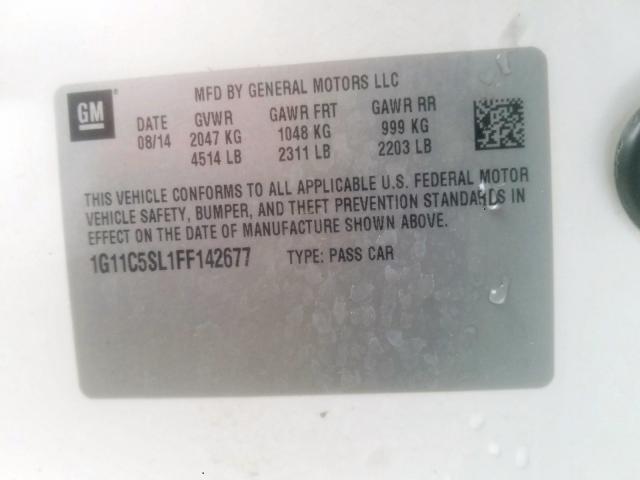 GM
MFD BY GENERAL MOTORS LLC
DATE GVWR GAWR FRT GAWR RR
08/14 2047 KG 1048 KG 999 KG
4514 LB 2311 LB 2203 LB
THIS VEHICLE CONFORMS TO ALL APPLICABLE U.S. FEDERAL MOTOR
VEHICLE SAFETY, BUMPER, AND THEFT PREVENTION STANDARDS IN
EFFECT ON THE DATE OF MANUFACTURE SHOWN ABOVE.
1G11C5SL1FF142677 TYPE: PASS CAR